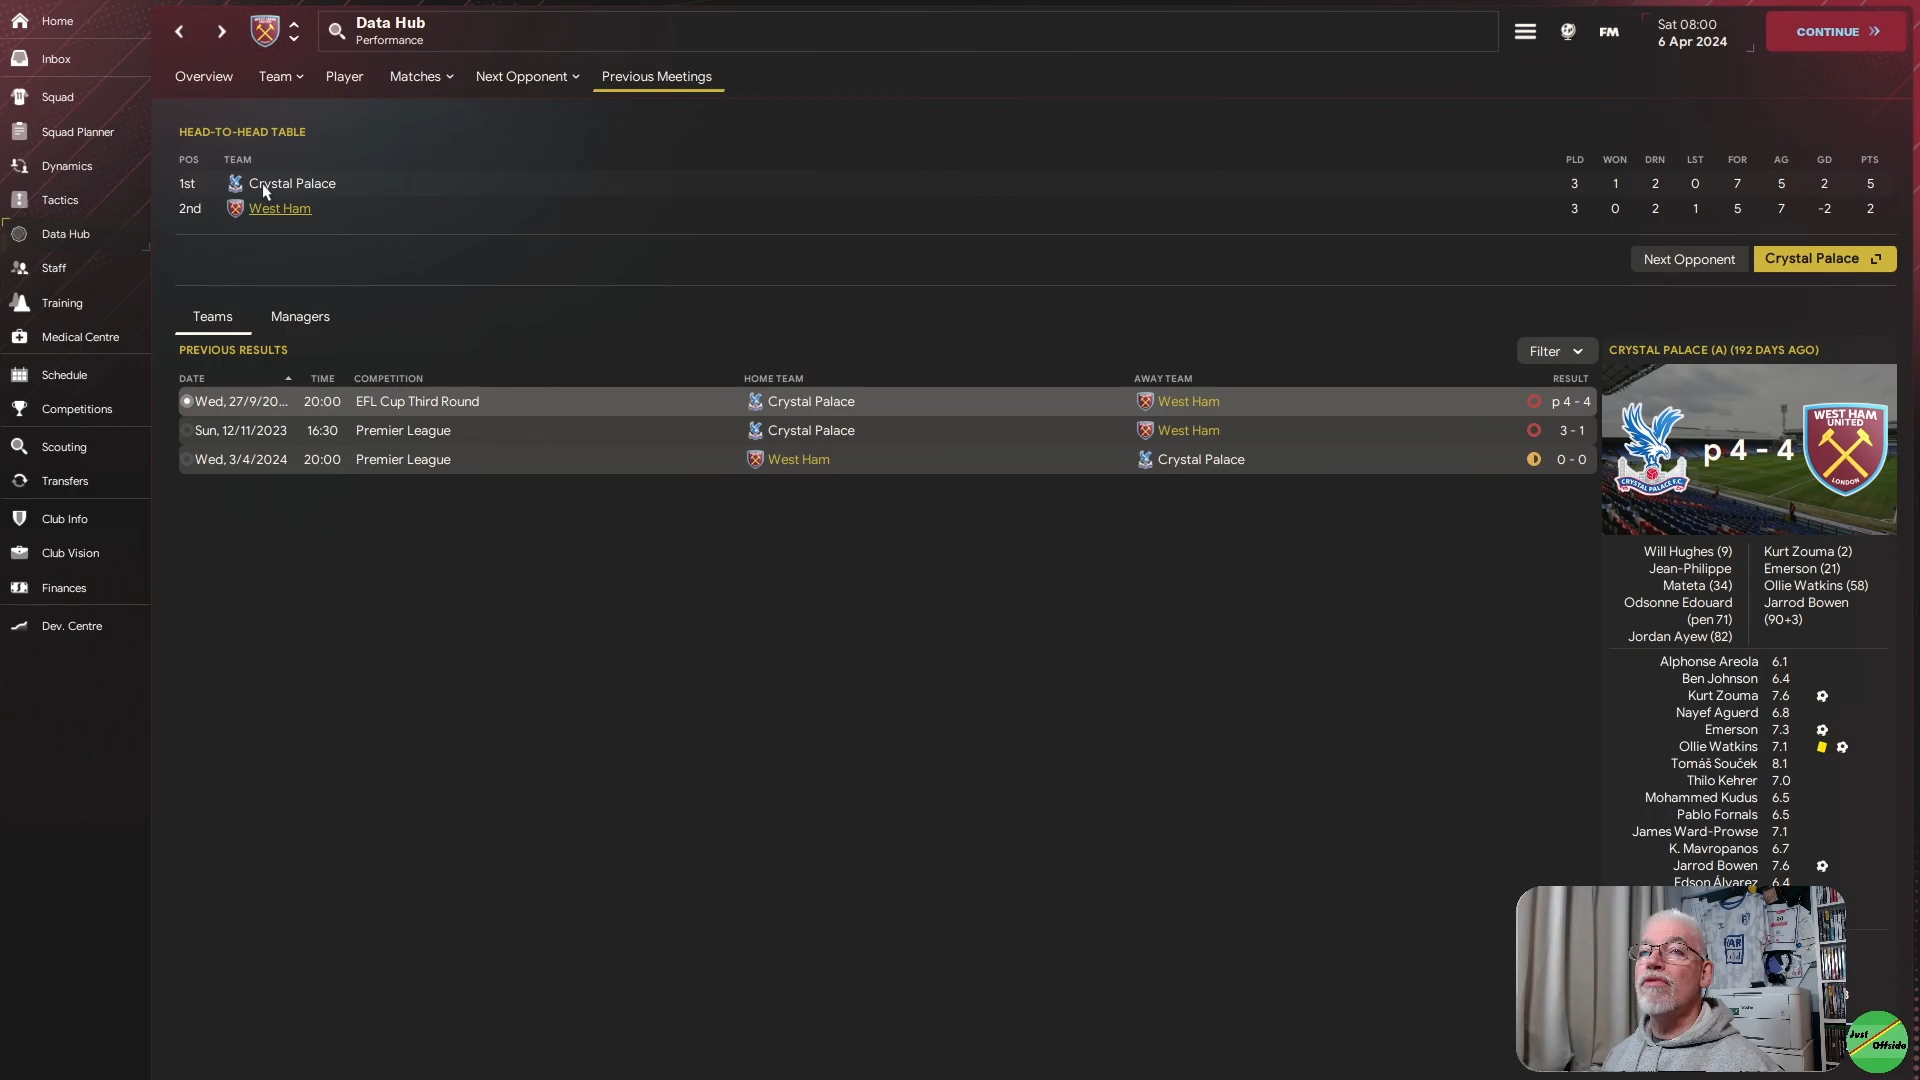 Home
Inbox
Squad
Squad Planner
Dynamics
Tactics
Data Hub
Staff
Training
Medical Centre
Schedule
Competitions
Scouting
Transfers
Club Info
Club Vision
Finances
Dev. Centre
Data Hub
Performance
FM
Sat 08:00
6 Apr 2024
CONTINUE
Overview Team Player Matches Next Opponent Previous Meetings
HEAD-TO-HEAD TABLE
POS TEAM PLD WON DRN LST FOR AG GD PTS
1st Crystal Palace 3 1 2 0 7 5 2 5
2nd West Ham 3 0 2 1 5 7 -2 2
Next Opponent Crystal Palace
Teams Managers
PREVIOUS RESULTS
Filter
DATE TIME COMPETITION HOME TEAM AWAY TEAM RESULT
Wed, 27/9/20... 20:00 EFL Cup Third Round Crystal Palace West Ham p 4 - 4
Sun, 12/11/2023 16:30 Premier League Crystal Palace West Ham 3 - 1
Wed, 3/4/2024 20:00 Premier League West Ham Crystal Palace 0 - 0
CRYSTAL PALACE (A) (192 DAYS AGO)
CRYSTAL PALACE F.C.
p 4 - 4
WEST HAM
UNITED
LONDON
Will Hughes (9)
Jean-Philippe
Mateta (34)
Odsonne Edouard
(pen 71)
Jordan Ayew (82)
Kurt Zouma (2)
Emerson (21)
Ollie Watkins (58)
Jarrod Bowen
(90+3)
Alphonse Areola 6.1
Ben Johnson 6.4
Kurt Zouma 7.6
Nayef Aguerd 6.8
Emerson 7.3
Ollie Watkins 7.1
Tomáš Souček 8.1
Thilo Kehrer 7.0
Mohammed Kudus 6.5
Pablo Fornals 6.5
James Ward-Prowse 7.1
K. Mavropanos 6.7
Jarrod Bowen 7.6
Edson Álvarez 6.4
Just
Offside